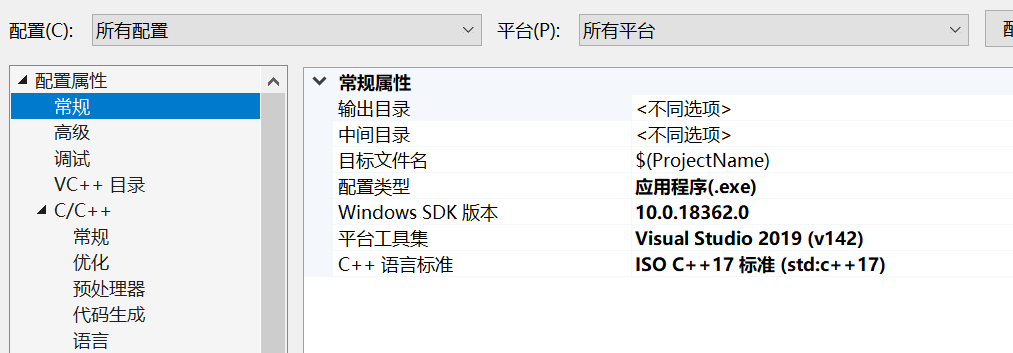 配置(C): 所有配置 平台(P): 所有平台
配置属性
常规
高级
调试
VC++ 目录
C/C++
常规
优化
预处理器
代码生成
语言
常规属性
输出目录 <不同选项>
中间目录 <不同选项>
目标文件名 $(ProjectName)
配置类型 应用程序(.exe)
Windows SDK 版本 10.0.18362.0
平台工具集 Visual Studio 2019 (v142)
C++ 语言标准 ISO C++17 标准 (std:c++17)